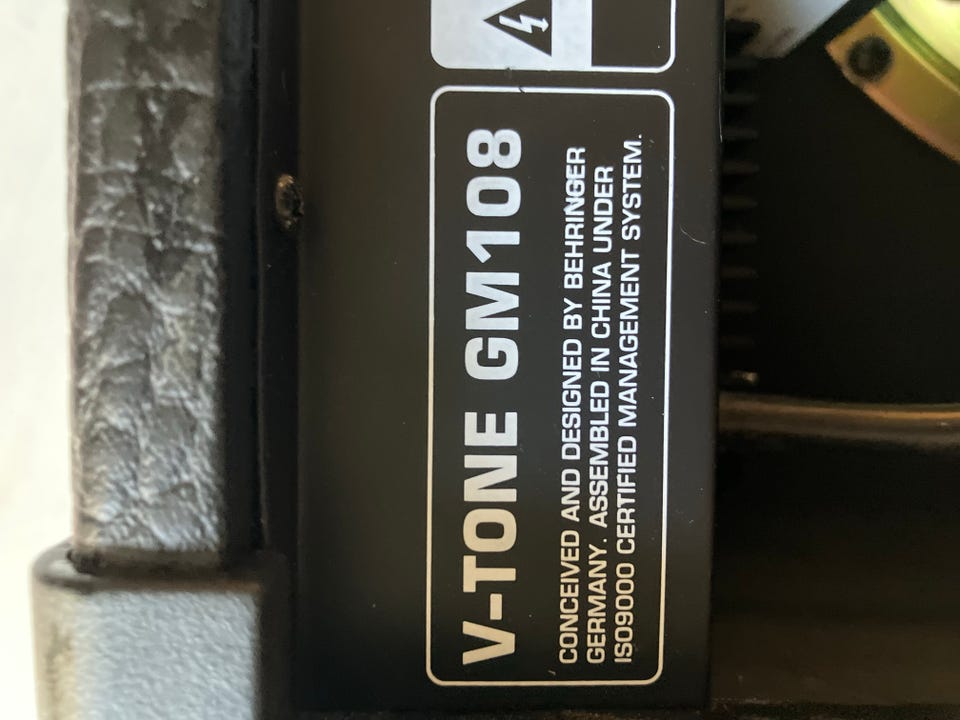 V-TONE GM108
CONCEIVED AND DESIGNED BY BEHRINGER
GERMANY. ASSEMBLED IN CHINA UNDER
ISO9000 CERTIFIED MANAGEMENT SYSTEM.